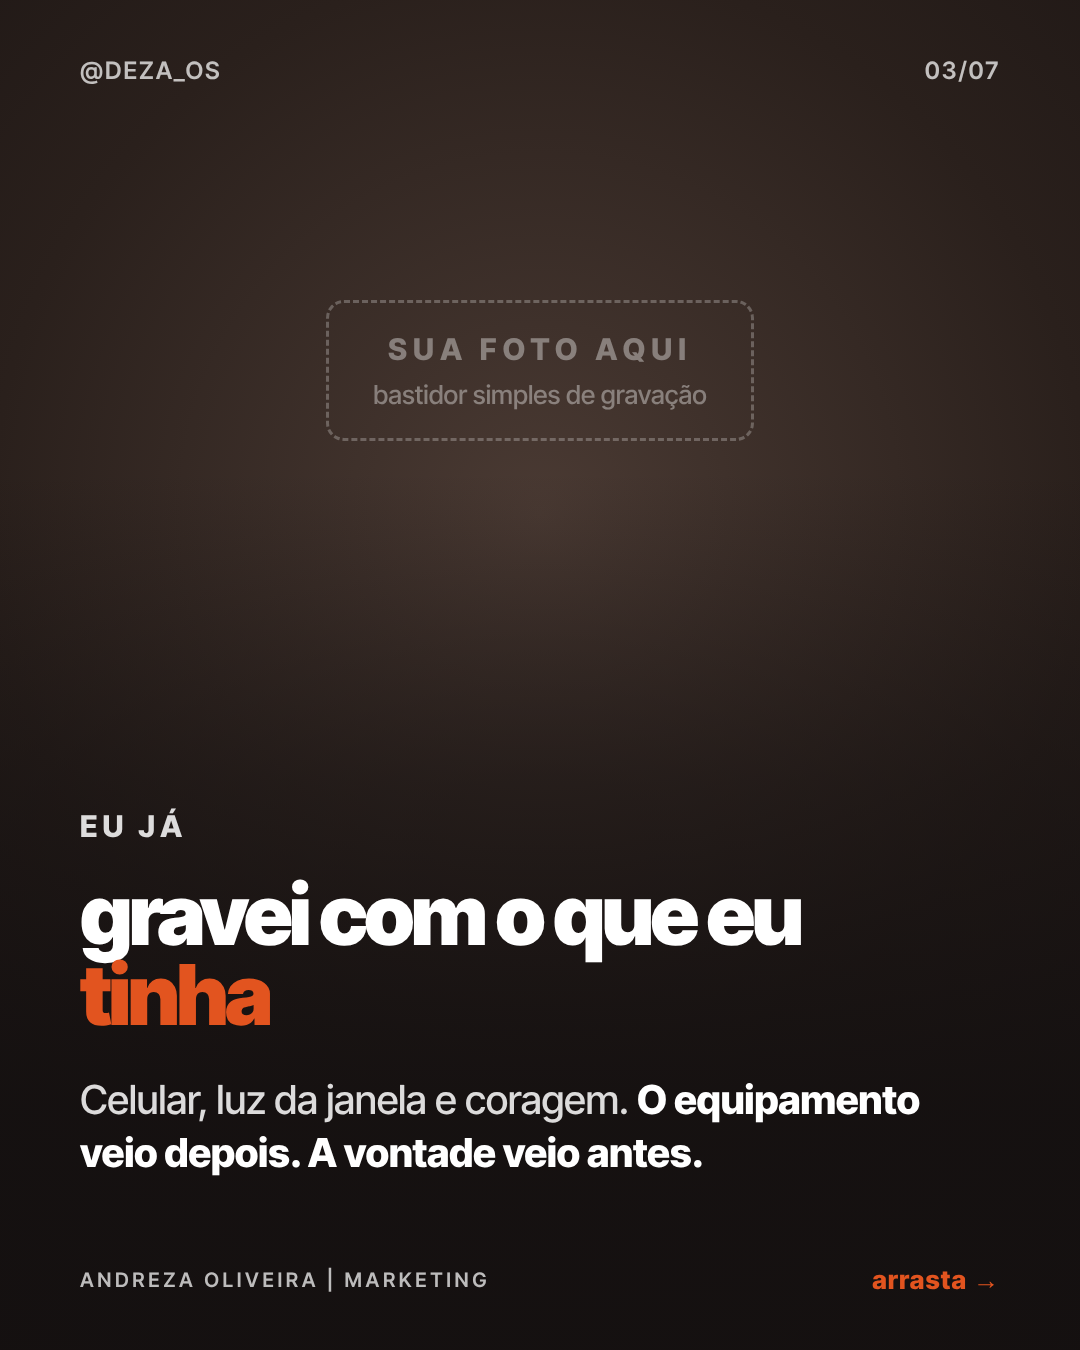 @DEZA_OS
03/07
SUA FOTO AQUI
bastidor simples de gravação
EU JÁ
gravei com o que eu
tinha
Celular, luz da janela e coragem. O equipamento
veio depois. A vontade veio antes.
ANDREZA OLIVEIRA | MARKETING
arrasta →